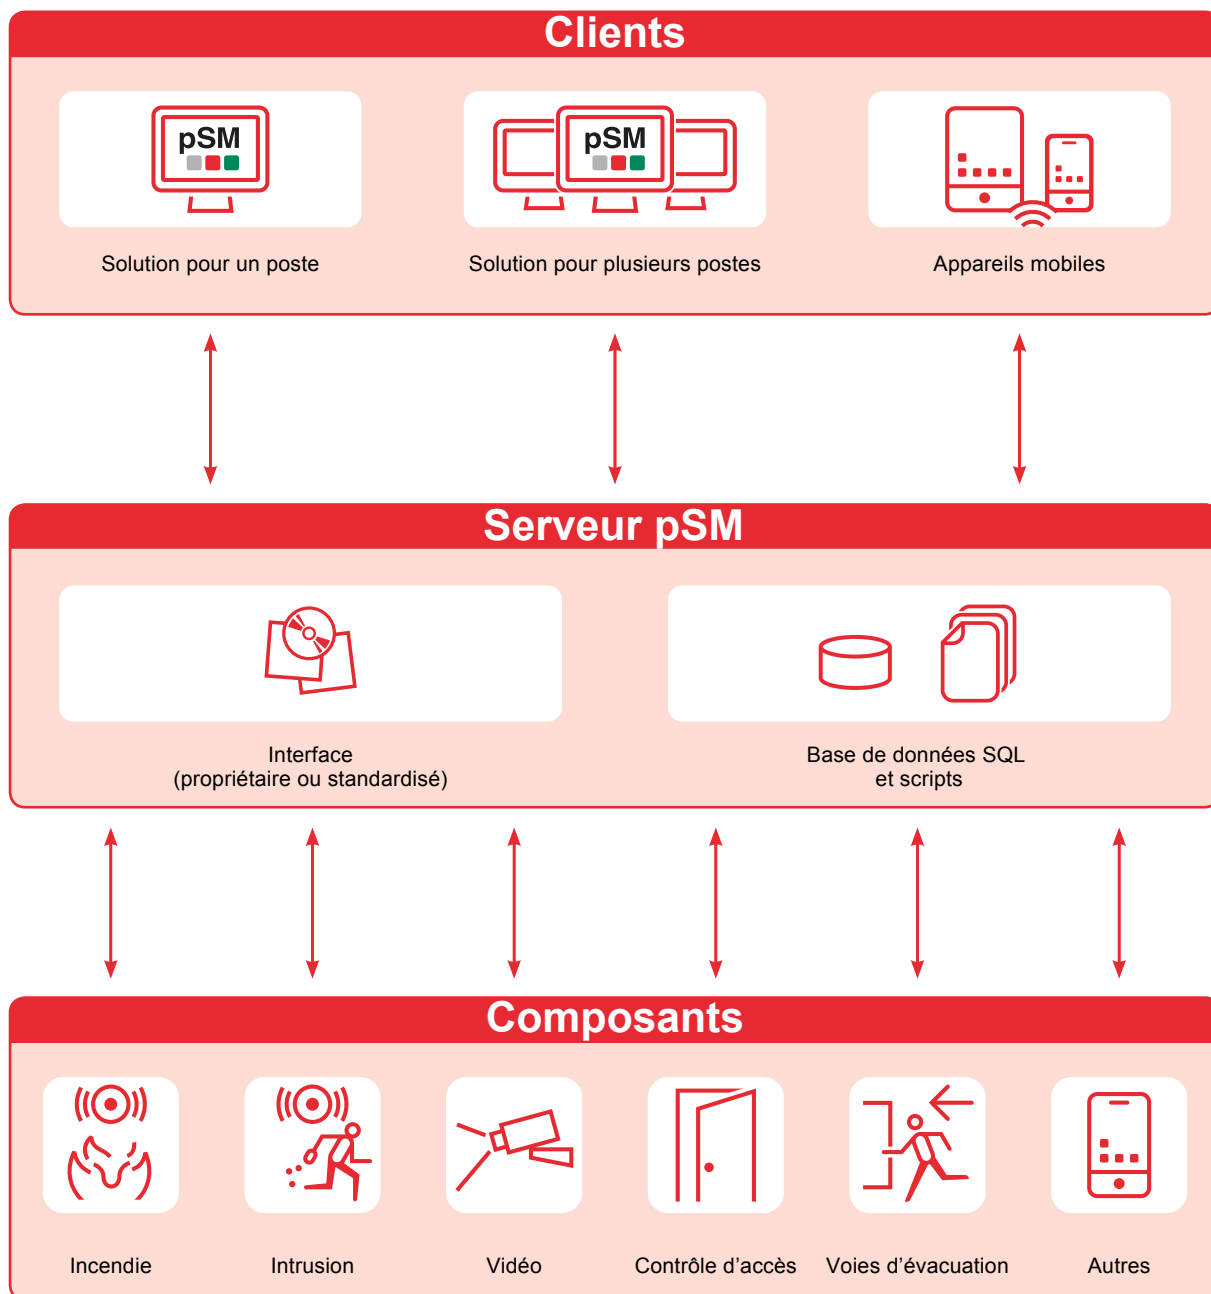 Clients
pSM
pSM
Solution pour un poste
Solution pour plusieurs postes
Appareils mobiles
Serveur pSM
Interface
(propriétaire ou standardisé)
Base de données SQL
et scripts
Composants
Incendie
Intrusion
Vidéo
Contrôle d’accès
Voies d’évacuation
Autres